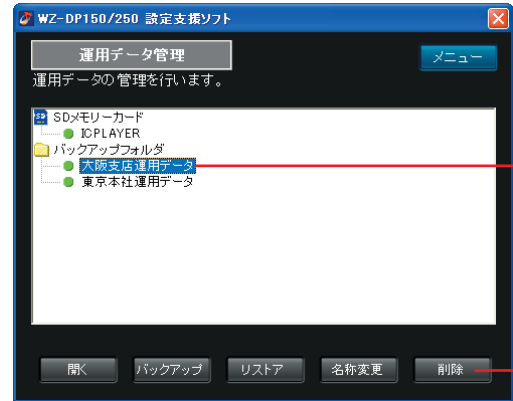 WZ-DP150/250 設定支援ソフト
運用データ管理
メニュー
運用データの管理を行います。
SDメモリーカード
ICPLAYER
バックアップフォルダ
大阪支店運用データ
東京本社運用データ
開く バックアップ リストア 名称変更 削除